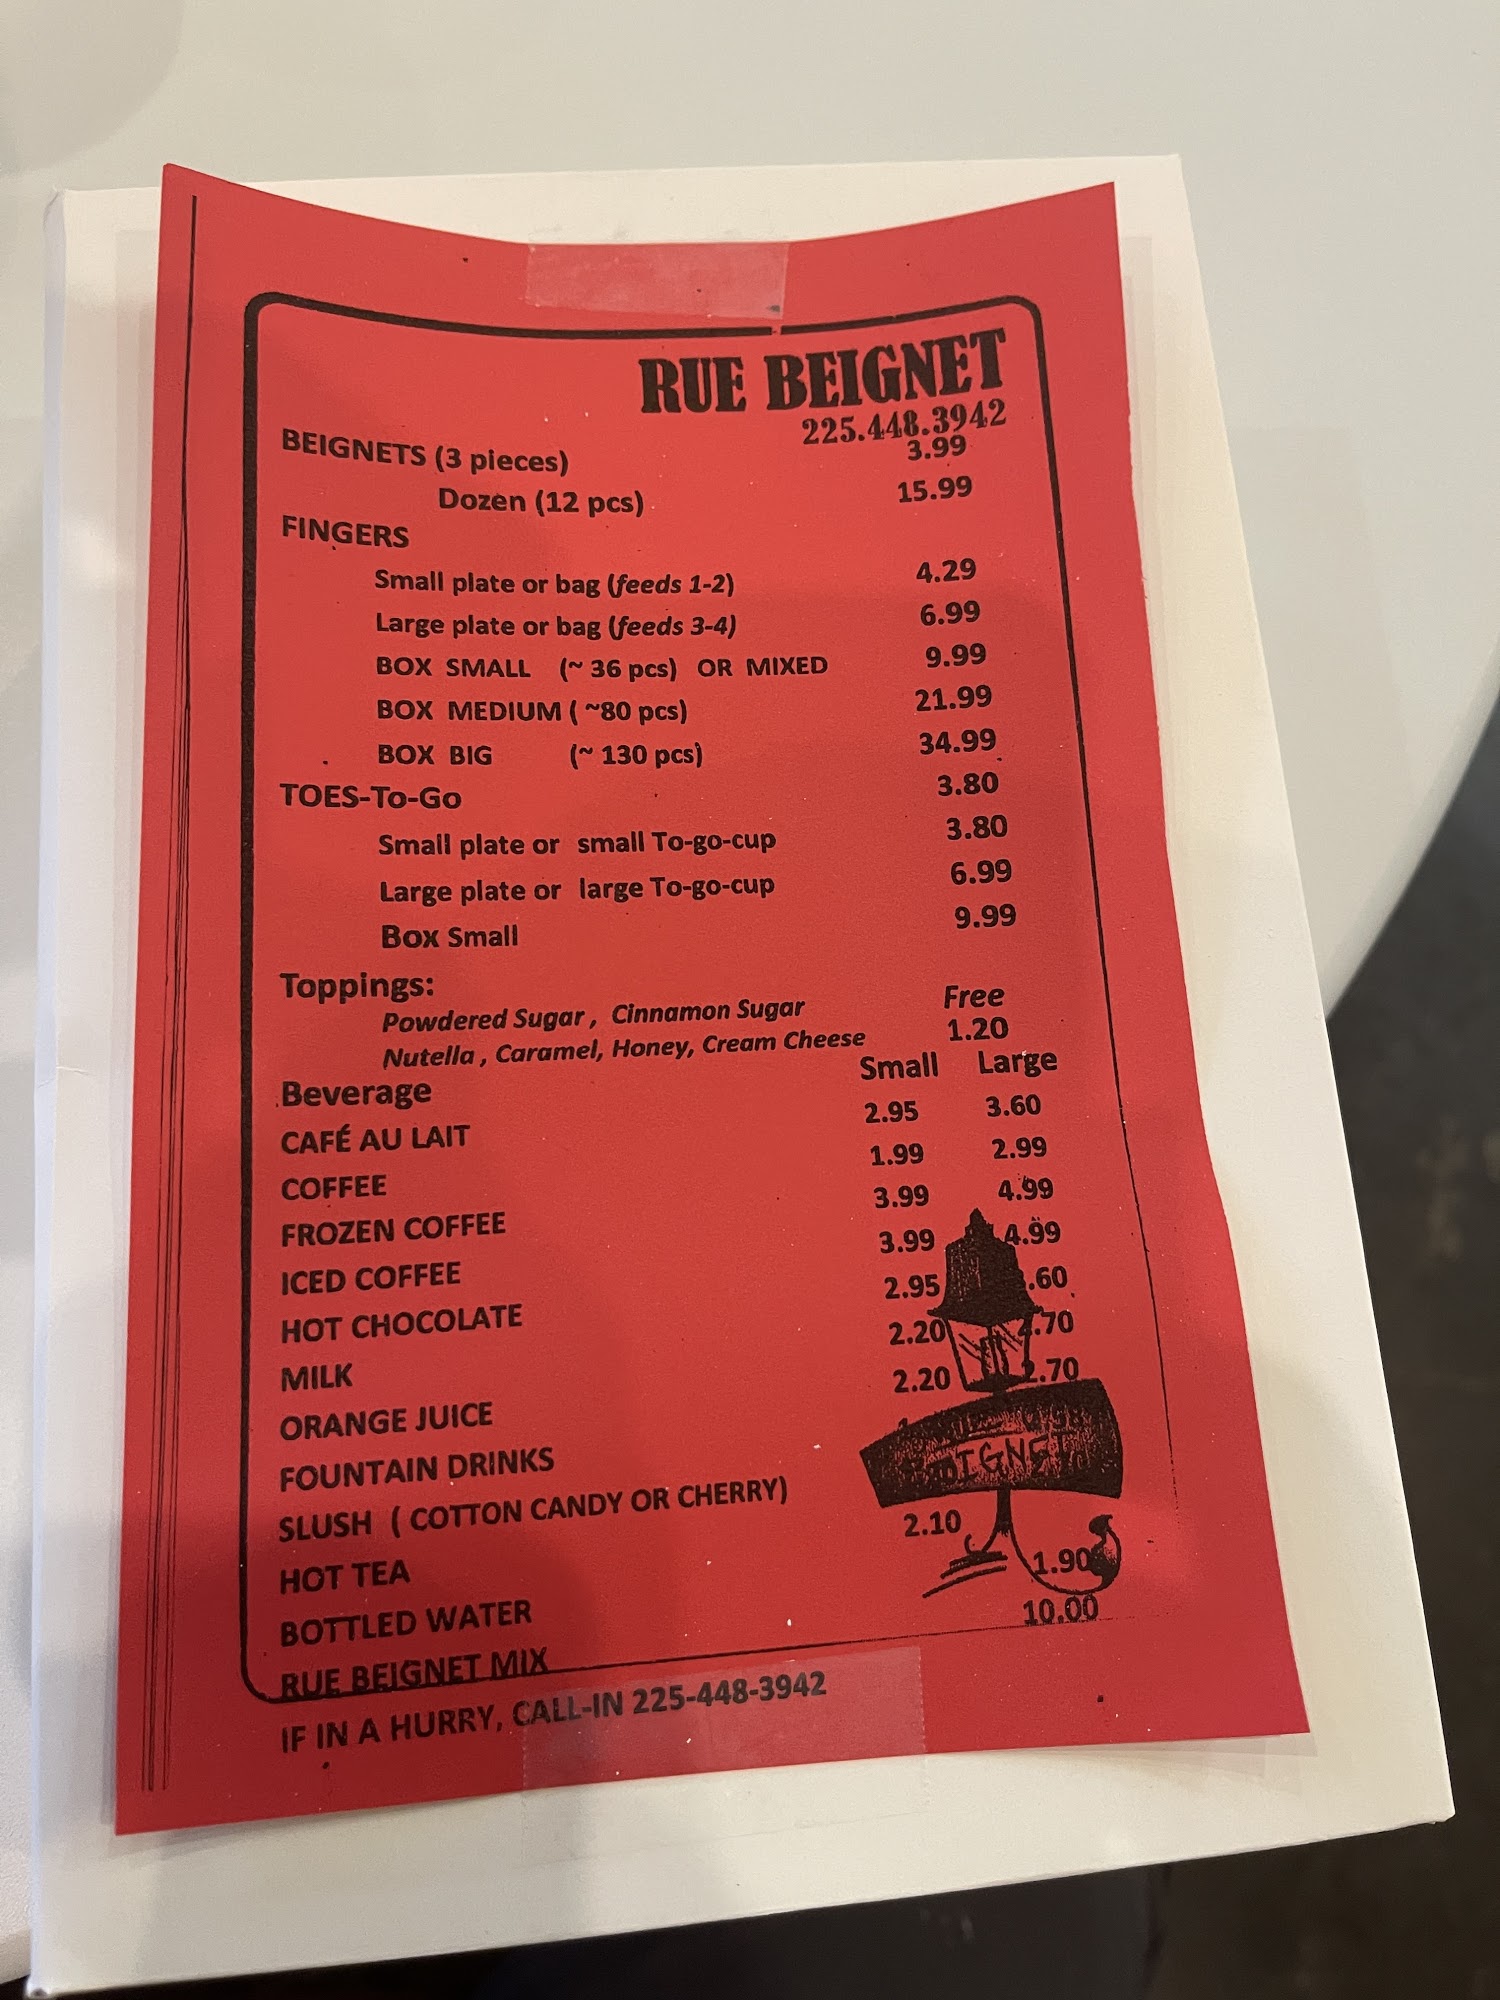 RUE BEIGNET
225.448.3942
BEIGNETS (3 pieces) 3.99
Dozen (12 pcs) 15.99
FINGERS
Small plate or bag (feeds 1-2) 4.29
Large plate or bag (feeds 3-4) 6.99
BOX SMALL (~ 36 pcs) OR MIXED 9.99
BOX MEDIUM ( ~80 pcs) 21.99
BOX BIG (~ 130 pcs) 34.99
TOES-To-Go 3.80
Small plate or small To-go-cup 3.80
Large plate or large To-go-cup 6.99
Box Small 9.99
Toppings:
Powdered Sugar , Cinnamon Sugar Free
Nutella , Caramel, Honey, Cream Cheese 1.20
Beverage Small Large
CAFÉ AU LAIT 2.95 3.60
COFFEE 1.99 2.99
FROZEN COFFEE 3.99 4.99
ICED COFFEE 3.99 4.99
HOT CHOCOLATE 2.95 .60
MILK 2.20 .70
ORANGE JUICE 2.20 2.70
FOUNTAIN DRINKS
SLUSH ( COTTON CANDY OR CHERRY)
HOT TEA 2.10
BOTTLED WATER 1.90
RUE BEIGNET MIX 10.00
IF IN A HURRY, CALL-IN 225-448-3942